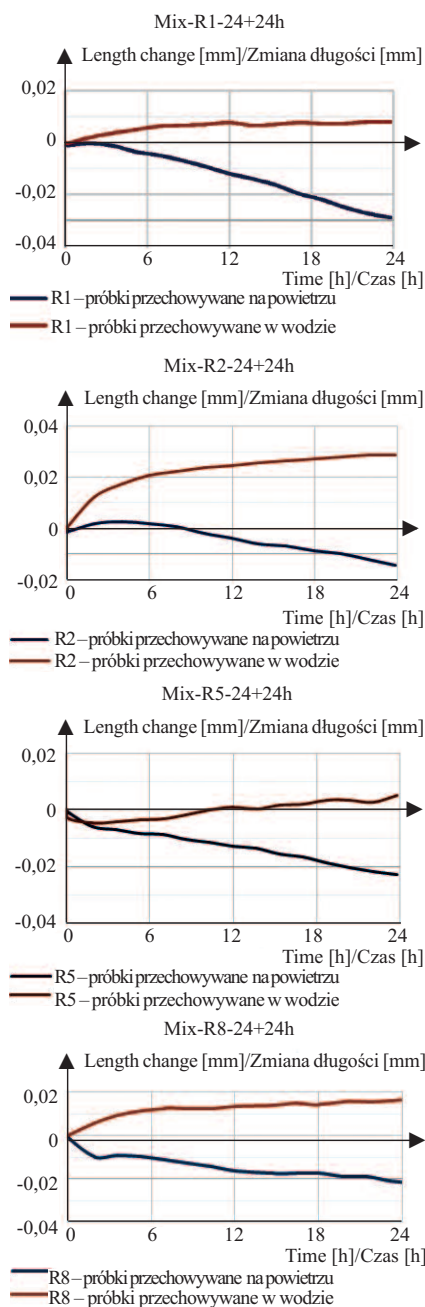 Mix-R1-24+24h
Length change [mm]/Zmiana długości [mm]
0,02
0
-0,02
-0,04
0 6 12 18 24
Time [h]/Czas [h]
R1 – próbki przechowywane na powietrzu
R1 – próbki przechowywane w wodzie
Mix-R2-24+24h
Length change [mm]/Zmiana długości [mm]
0,04
0,02
0
-0,02
0 6 12 18 24
Time [h]/Czas [h]
R2 – próbki przechowywane na powietrzu
R2 – próbki przechowywane w wodzie
Mix-R5-24+24h
Length change [mm]/Zmiana długości [mm]
0,02
0
-0,02
-0,04
0 6 12 18 24
Time [h]/Czas [h]
R5 – próbki przechowywane na powietrzu
R5 – próbki przechowywane w wodzie
Mix-R8-24+24h
Length change [mm]/Zmiana długości [mm]
0,02
0
-0,02
-0,04
0 6 12 18 24
Time [h]/Czas [h]
R8 – próbki przechowywane na powietrzu
R8 – próbki przechowywane w wodzie